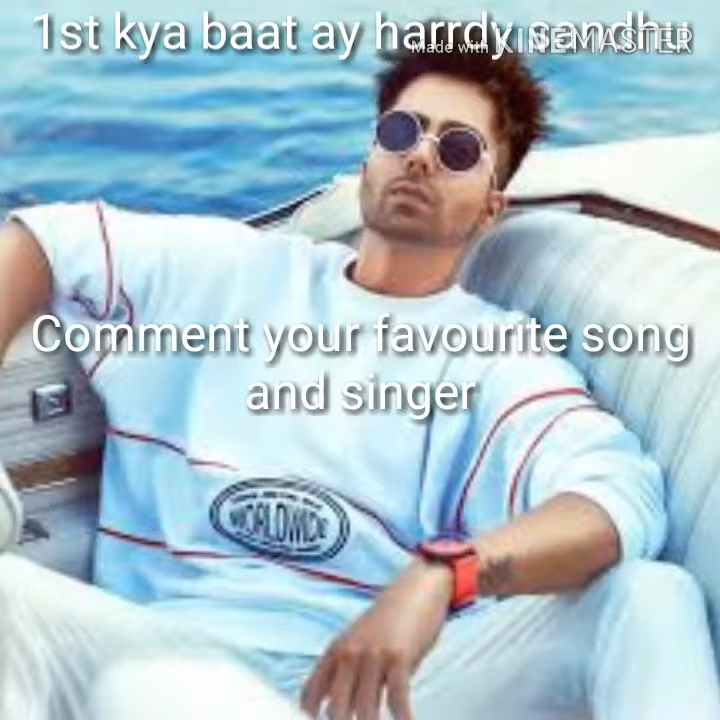 1st kya baat ay harrdy sandhu
Made with KINEMASTER
Comment your favourite song
and singer
WORLDWIDE